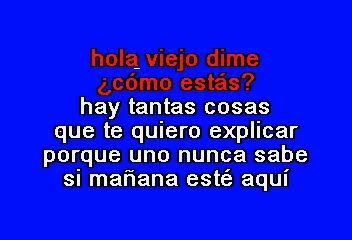 hola viejo dime
¿cómo estás?
hay tantas cosas
que te quiero explicar
porque uno nunca sabe
si mañana esté aquí